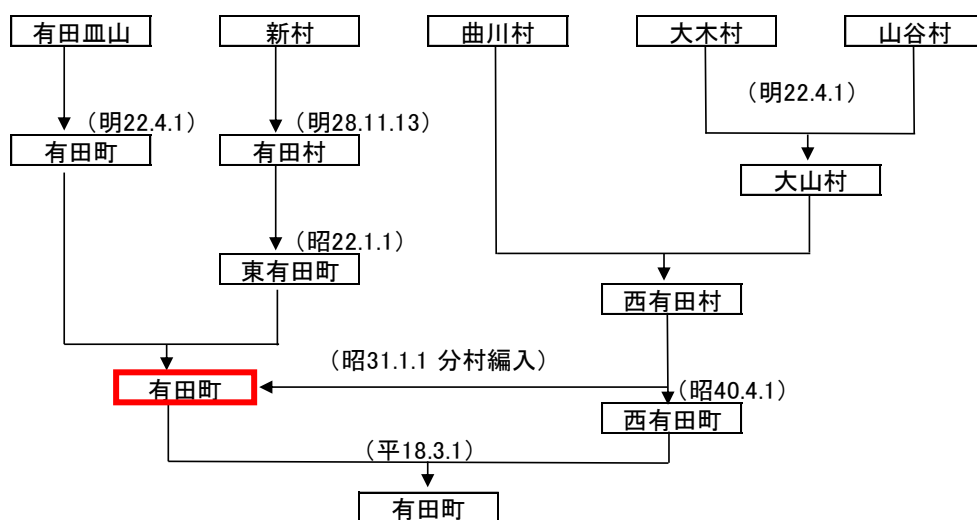 有田皿山
新村
曲川村
大木村
山谷村
（明22.4.1）
（明22.4.1）
（明28.11.13）
有田町
有田村
大山村
（昭22.1.1）
東有田町
西有田村
（昭31.1.1 分村編入）
有田町
（昭40.4.1）
西有田町
（平18.3.1）
有田町